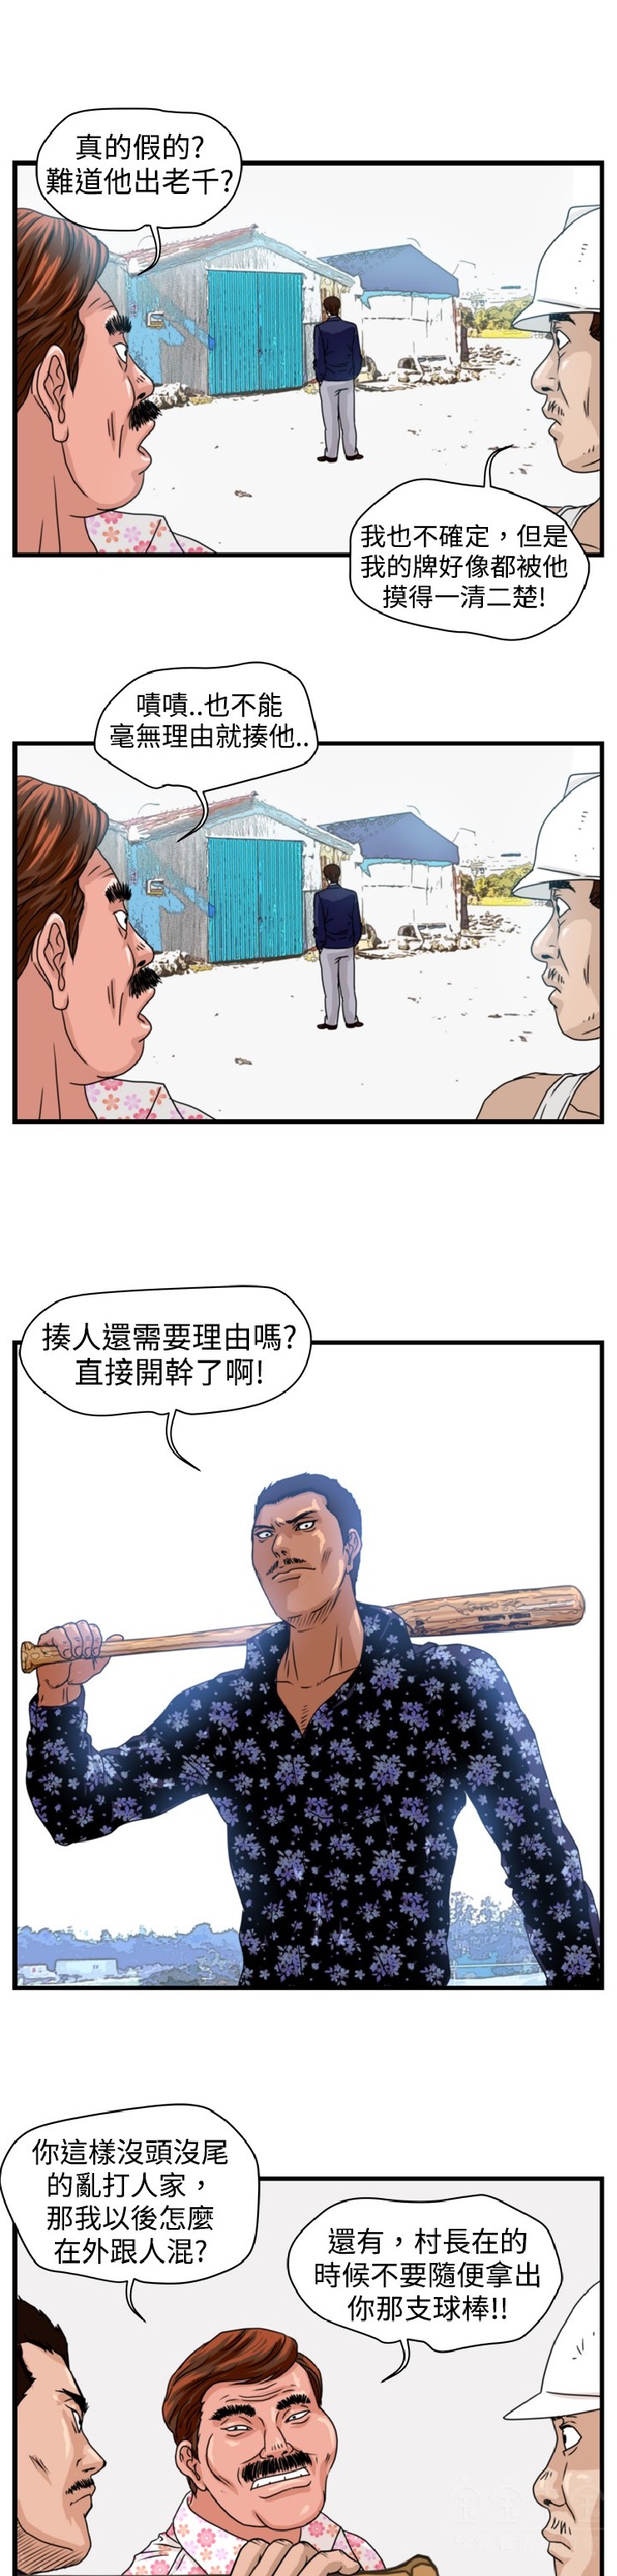 真的假的?
難道他出老千?
我也不確定，但是
我的牌好像都被他
摸得一清二楚!
嘖嘖..也不能
毫無理由就揍他..
揍人還需要理由嗎?
直接開幹了啊!
你這樣沒頭沒尾
的亂打人家，
那我以後怎麼
在外跟人混?
還有，村長在的
時候不要隨便拿出
你那支球棒!!